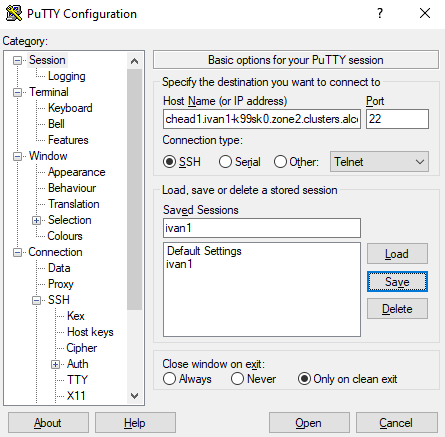 PuTTY Configuration
?
Category:
Session
Logging
Terminal
Keyboard
Bell
Features
Window
Appearance
Behaviour
Translation
Selection
Colours
Connection
Data
Proxy
SSH
Kex
Host keys
Cipher
Auth
TTY
X11
Basic options for your PuTTY session
Specify the destination you want to connect to
Host Name (or IP address) Port
chead1.ivan1-k99sk0.zone2.clusters.alc 22
Connection type:
SSH Serial Other: Telnet
Load, save or delete a stored session
Saved Sessions
ivan1
Default Settings
ivan1
Load
Save
Delete
Close window on exit:
Always Never Only on clean exit
About Help Open Cancel